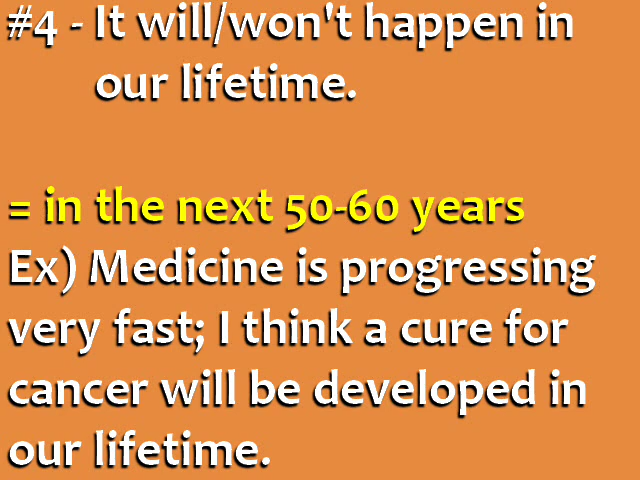 #4 - It will/won't happen in
our lifetime.
= in the next 50-60 years
Ex) Medicine is progressing
very fast; I think a cure for
cancer will be developed in
our lifetime.